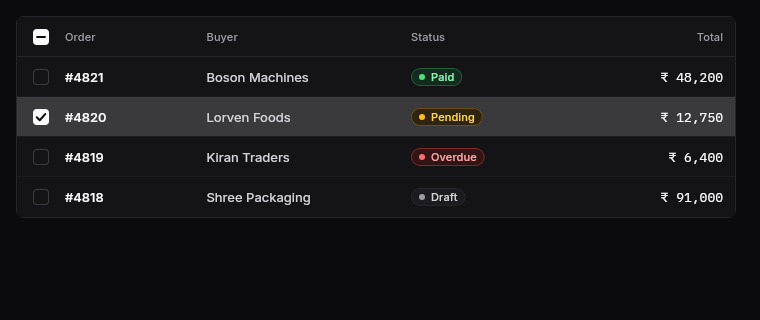 Order Buyer Status Total
#4821 Boson Machines Paid ₹ 48,200
#4820 Lorven Foods Pending ₹ 12,750
#4819 Kiran Traders Overdue ₹ 6,400
#4818 Shree Packaging Draft ₹ 91,000